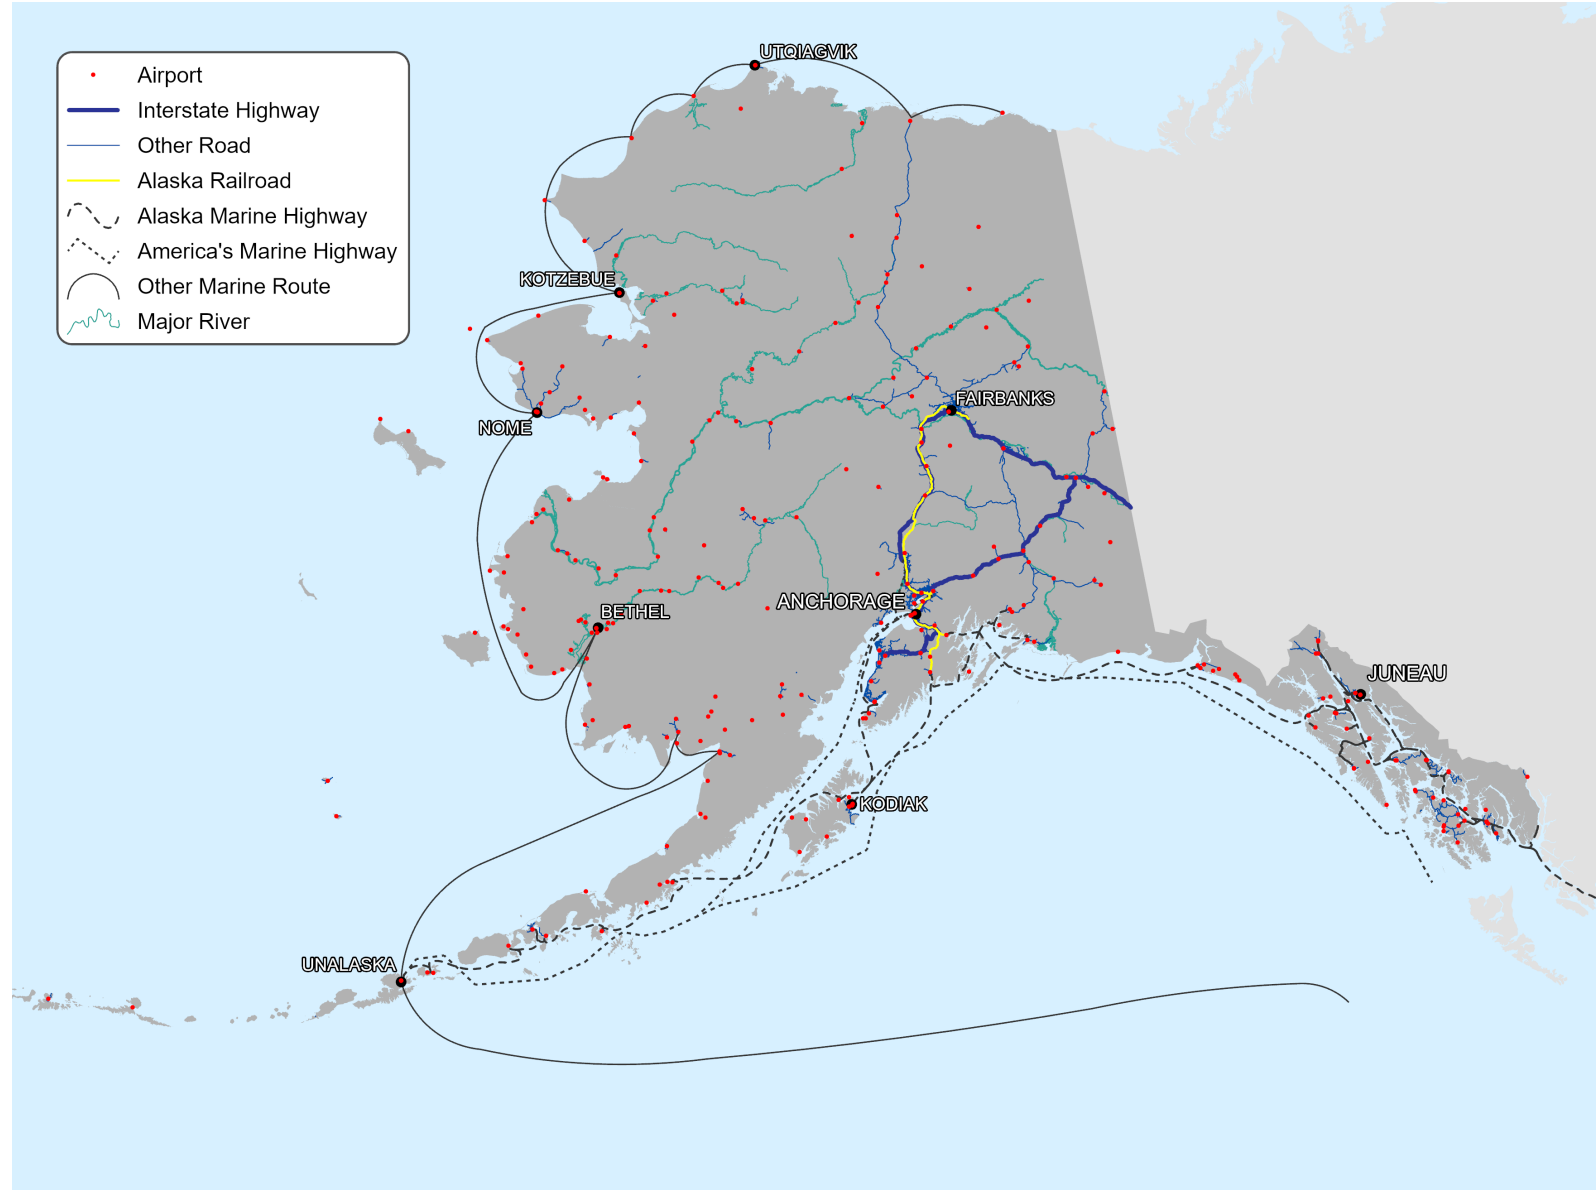 UTQIAGVIK
Airport
Interstate Highway
Other Road
Alaska Railroad
Alaska Marine Highway
America's Marine Highway
Other Marine Route
Major River
KOTZEBUE
NOME
FAIRBANKS
ANCHORAGE
BETHEL
JUNEAU
KODIAK
UNALASKA